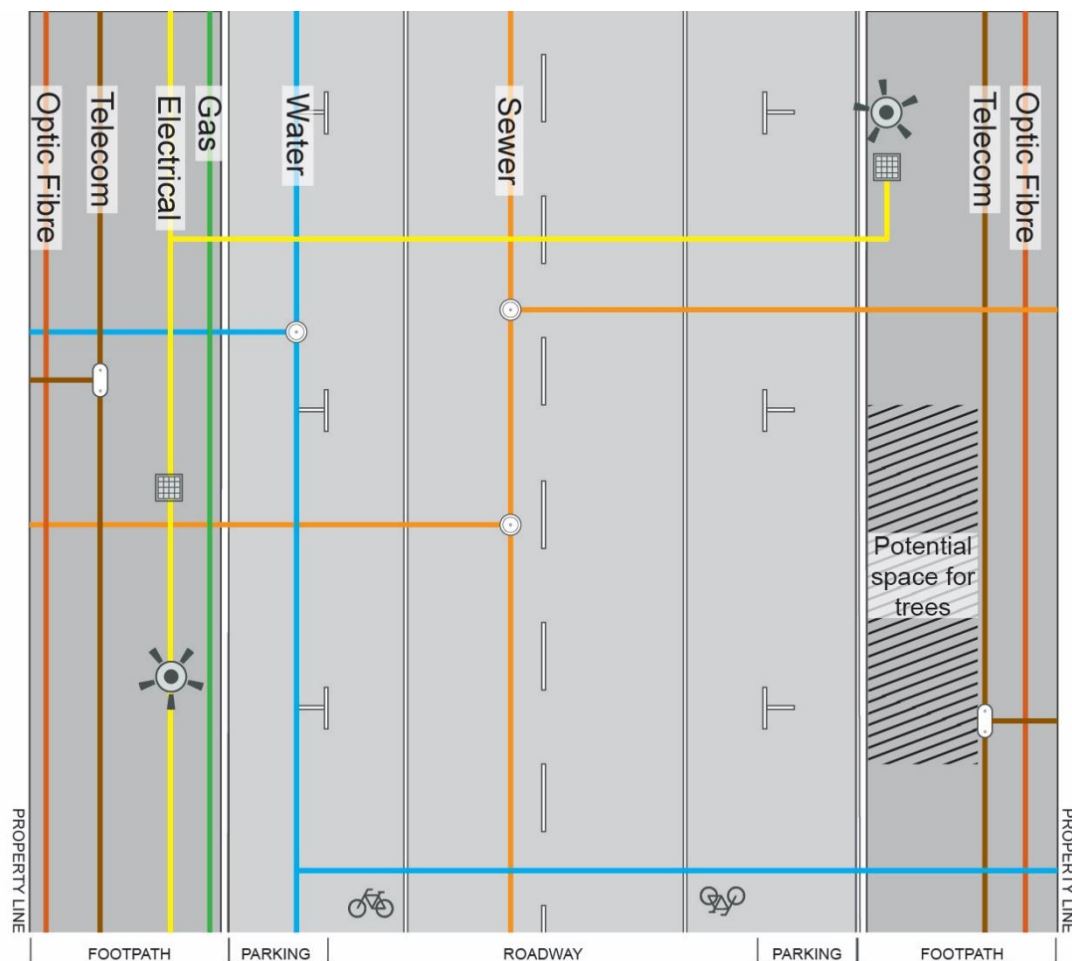 Optic Fibre
Telecom
Electrical
Gas
Water
Sewer
Telecom
Optic Fibre
Potential
space for
trees
PROPERTY LINE
PROPERTY LINE
FOOTPATH
PARKING
ROADWAY
PARKING
FOOTPATH